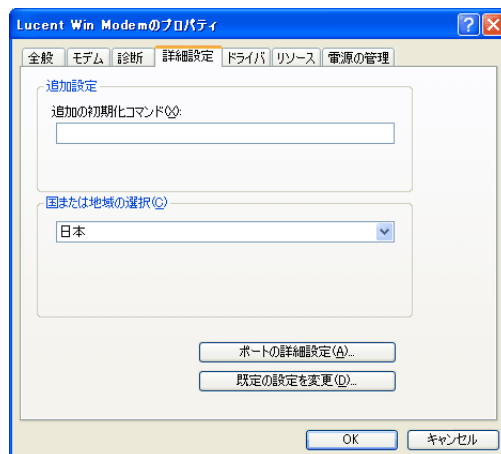 Lucent Win Modemのプロパティ
全般 モデム 診断 詳細設定 ドライバ リソース 電源の管理
追加設定
追加の初期化コマンド(X):
国または地域の選択(C)
日本
ポートの詳細設定(A)...
既定の設定を変更(D)...
OK キャンセル